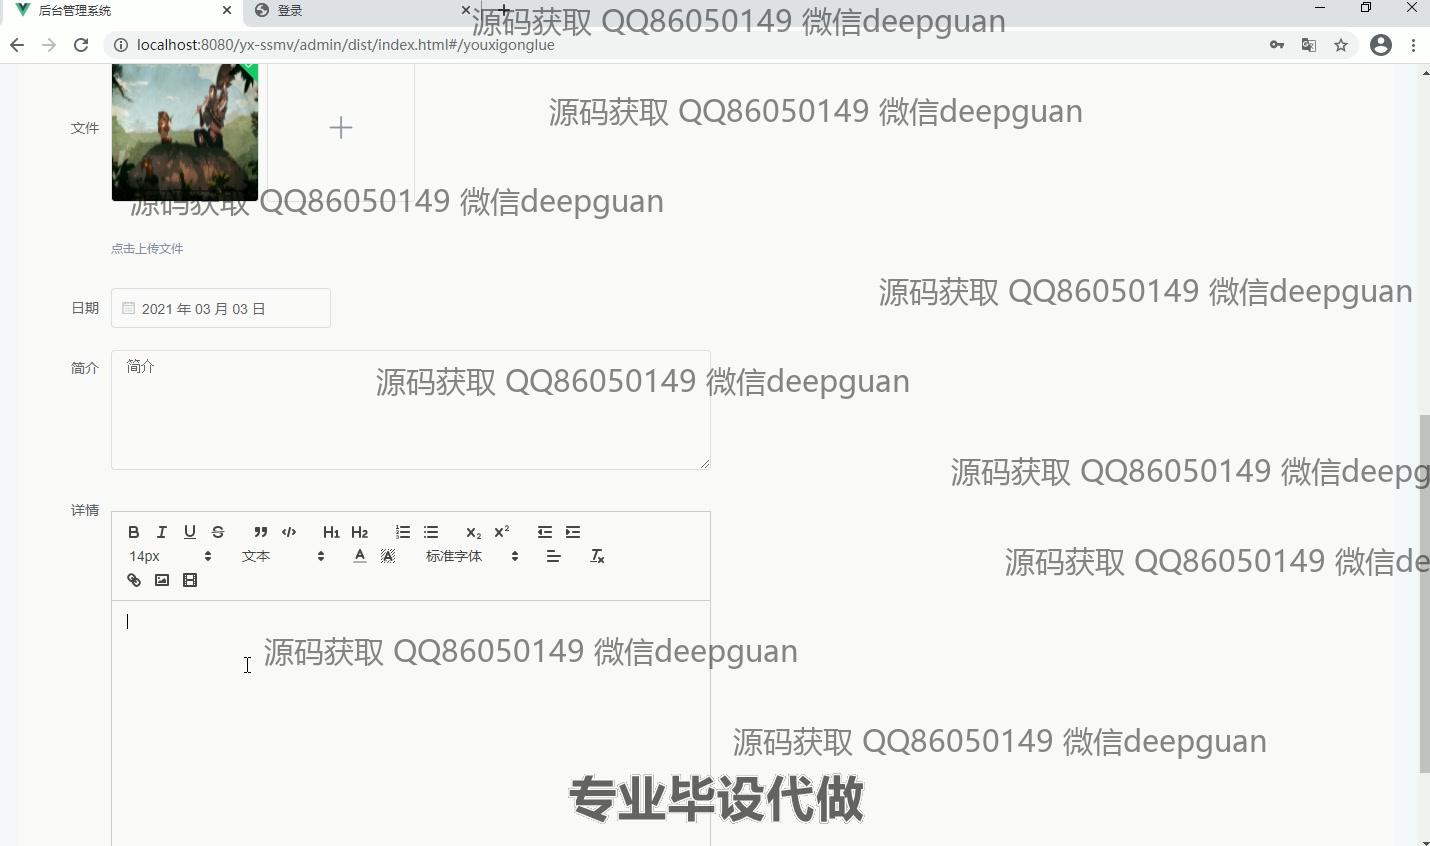 后台管理系统
登录
源码获取 QQ86050149 微信deepguan
localhost:8080/yx-ssmv/admin/dist/index.html#/youxigonglue
源码获取 QQ86050149 微信deepguan
文件
源码获取 QQ86050149 微信deepguan
点击上传文件
源码获取 QQ86050149 微信deepguan
日期
2021 年 03 月 03 日
简介
简介
源码获取 QQ86050149 微信deepguan
源码获取 QQ86050149 微信deepg
详情
B I U S H1 H2 X2 X2
14px 文本 A A 标准字体 Tx
源码获取 QQ86050149 微信de
源码获取 QQ86050149 微信deepguan
源码获取 QQ86050149 微信deepguan
专业毕设代做